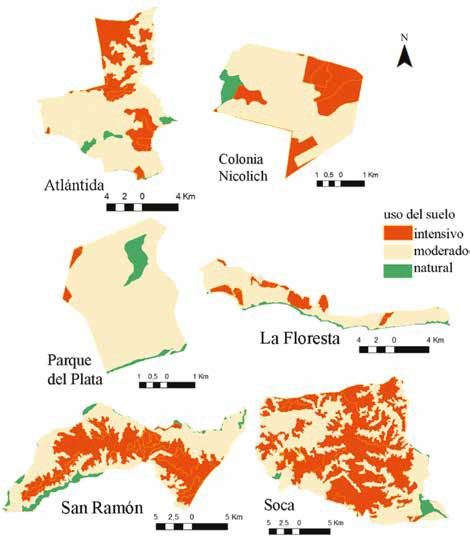 N
Atlántida
4 2 0 4 Km
Colonia
Nicolich
1 0,5 0 1 Km
uso del suelo
intensivo
moderado
natural
Parque
del Plata
1 0,5 0 1 Km
La Floresta
4 2 0 4 Km
San Ramón
5 2,5 0 5 Km
Soca
5 2,5 0 5 Km